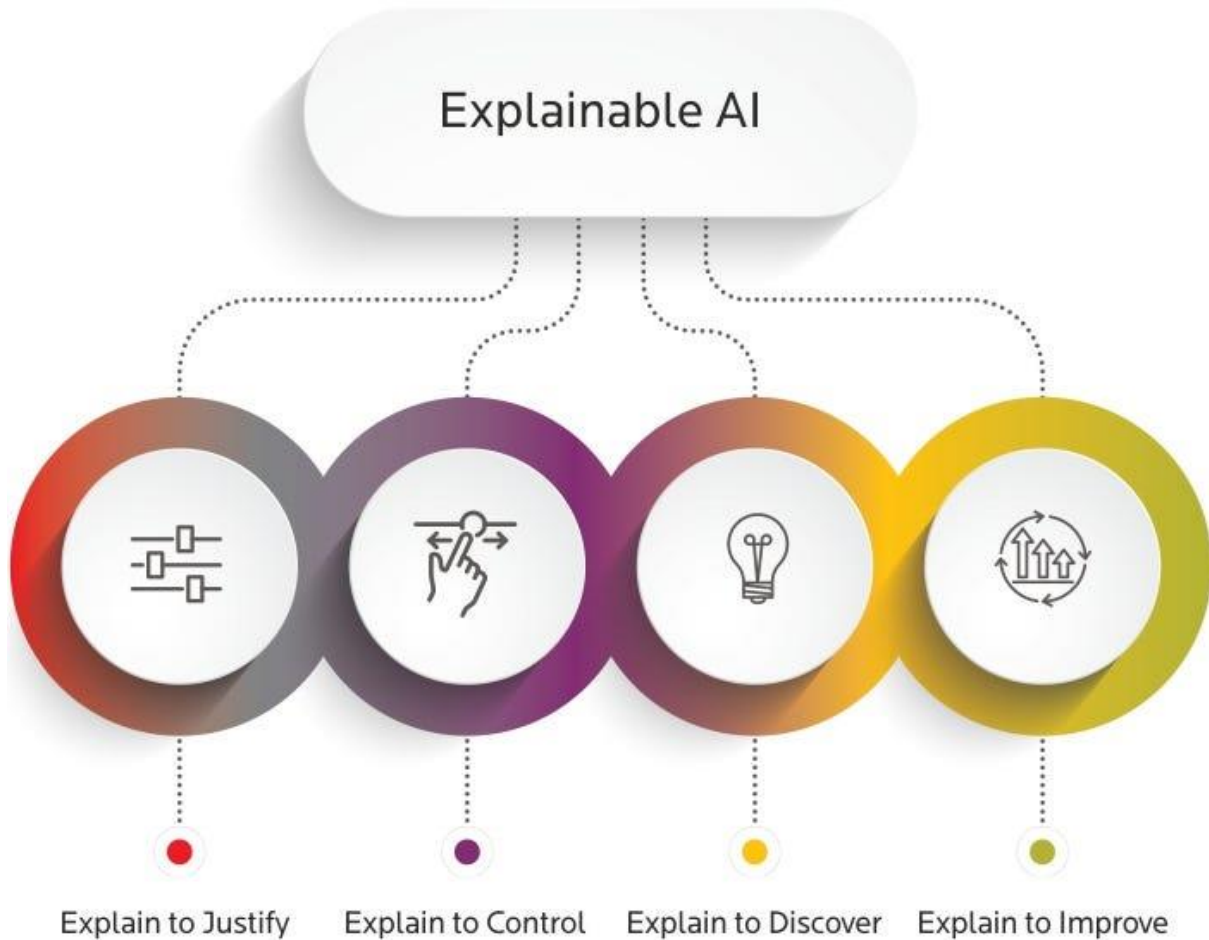 Explainable AI
Explain to Justify
Explain to Control
Explain to Discover
Explain to Improve